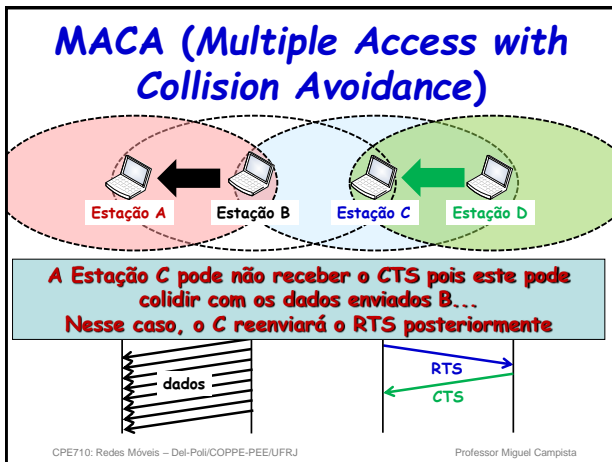 MACA (Multiple Access with
Collision Avoidance)
Estação A
Estação B
Estação C
Estação D
A Estação C pode não receber o CTS pois este pode
colidir com os dados enviados B...
Nesse caso, o C reenviará o RTS posteriormente
dados
RTS
CTS
CPE710: Redes Móveis – Del-Poli/COPPE-PEE/UFRJ
Professor Miguel Campista